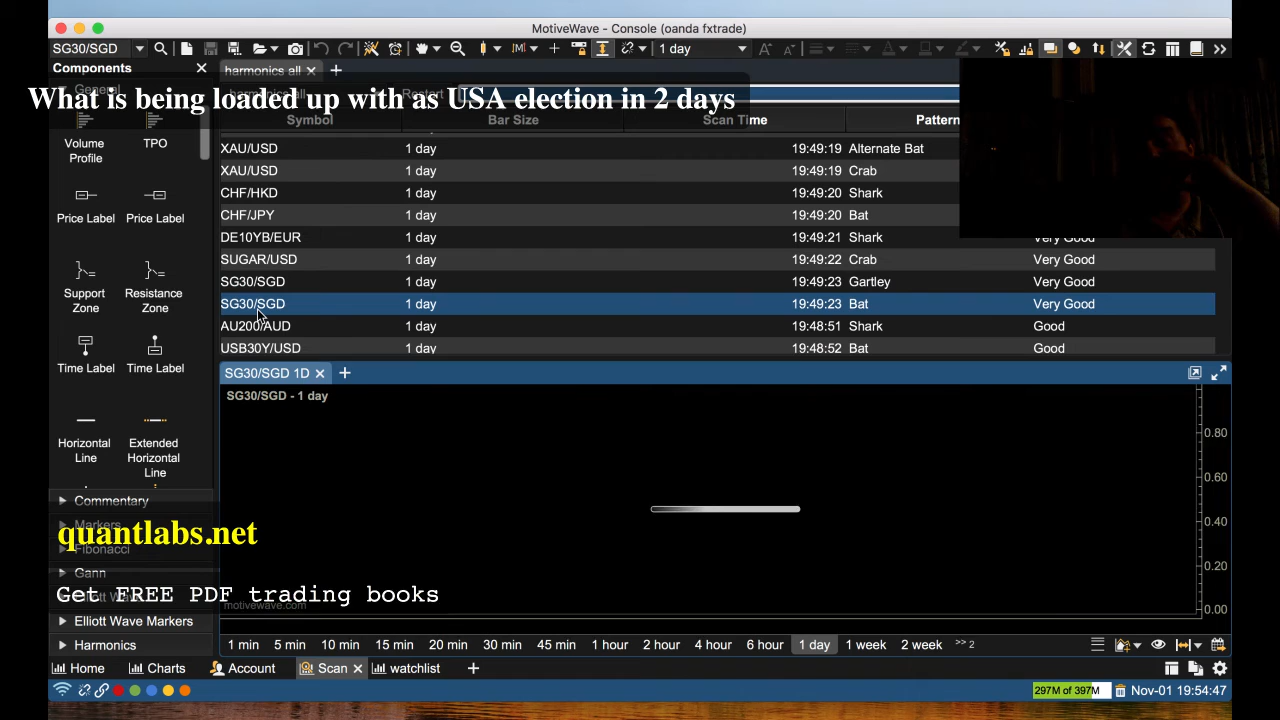 MotiveWave - Console (oanda fxtrade)
SG30/SGD
1 day
Components
harmonics all
General
harmonics all Restart
What is being loaded up with as USA election in 2 days
Symbol Bar Size Scan Time Pattern
XAU/USD 1 day 19:49:19 Alternate Bat
XAU/USD 1 day 19:49:19 Crab
CHF/HKD 1 day 19:49:20 Shark
CHF/JPY 1 day 19:49:20 Bat
DE10YB/EUR 1 day 19:49:21 Shark Very Good
SUGAR/USD 1 day 19:49:22 Crab Very Good
SG30/SGD 1 day 19:49:23 Gartley Very Good
SG30/SGD 1 day 19:49:23 Bat Very Good
AU200/AUD 1 day 19:48:51 Shark Good
USB30Y/USD 1 day 19:48:52 Bat Good
Volume Profile
TPO
Price Label
Price Label
Support Zone
Resistance Zone
Time Label
Time Label
Horizontal Line
Extended Horizontal Line
Commentary
Markers
Fibonacci
Gann
Elliott Wave Markers
Harmonics
quantlabs.net
Get FREE PDF trading books
SG30/SGD 1D
SG30/SGD - 1 day
0.80
0.60
0.40
0.20
0.00
motivewave.com
1 min 5 min 10 min 15 min 20 min 30 min 45 min 1 hour 2 hour 4 hour 6 hour 1 day 1 week 2 week >> 2
Home Charts Account Scan watchlist
297M of 397M Nov-01 19:54:47